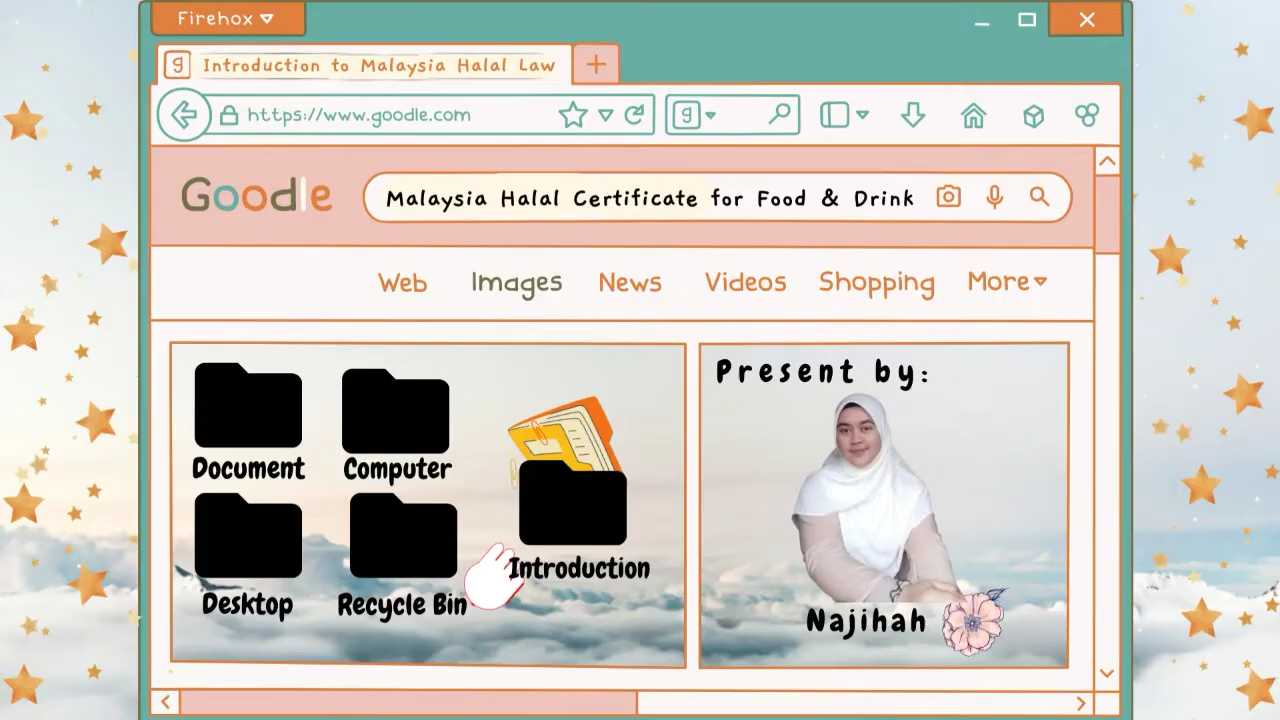 Firehox
g Introduction to Malaysia Halal Law
https://www.goodle.com
g
Goodle
Malaysia Halal Certificate for Food & Drink
Web Images News Videos Shopping More
Present by:
Document Computer
Introduction
Desktop Recycle Bin
Najihah